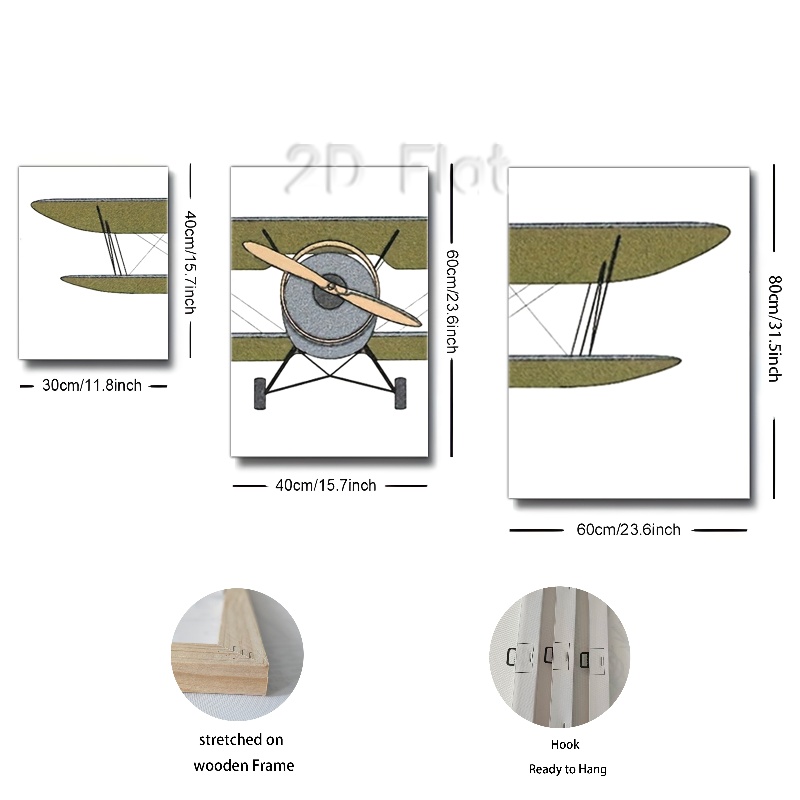 2D Flat
40cm/15.7inch
60cm/23.6inch
80cm/31.5inch
30cm/11.8inch
40cm/15.7inch
60cm/23.6inch
stretched on
wooden Frame
Hook
Ready to Hang